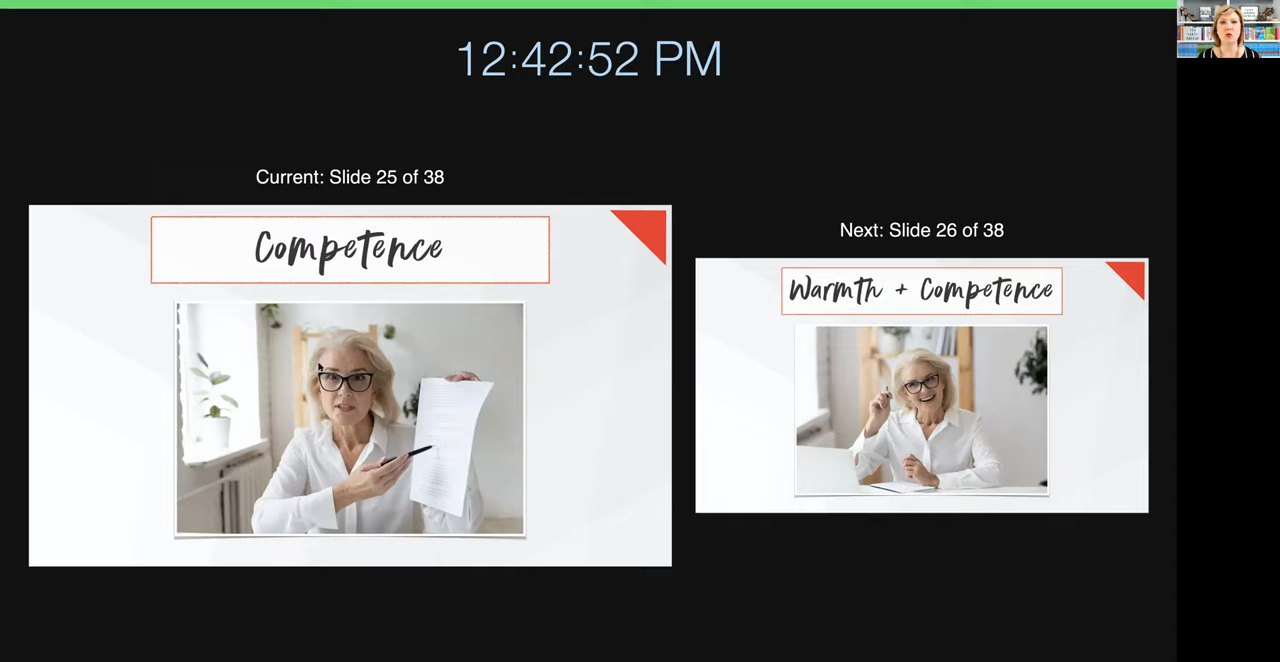 12:42:52 PM
Current: Slide 25 of 38
Competence
Next: Slide 26 of 38
Warmth + Competence